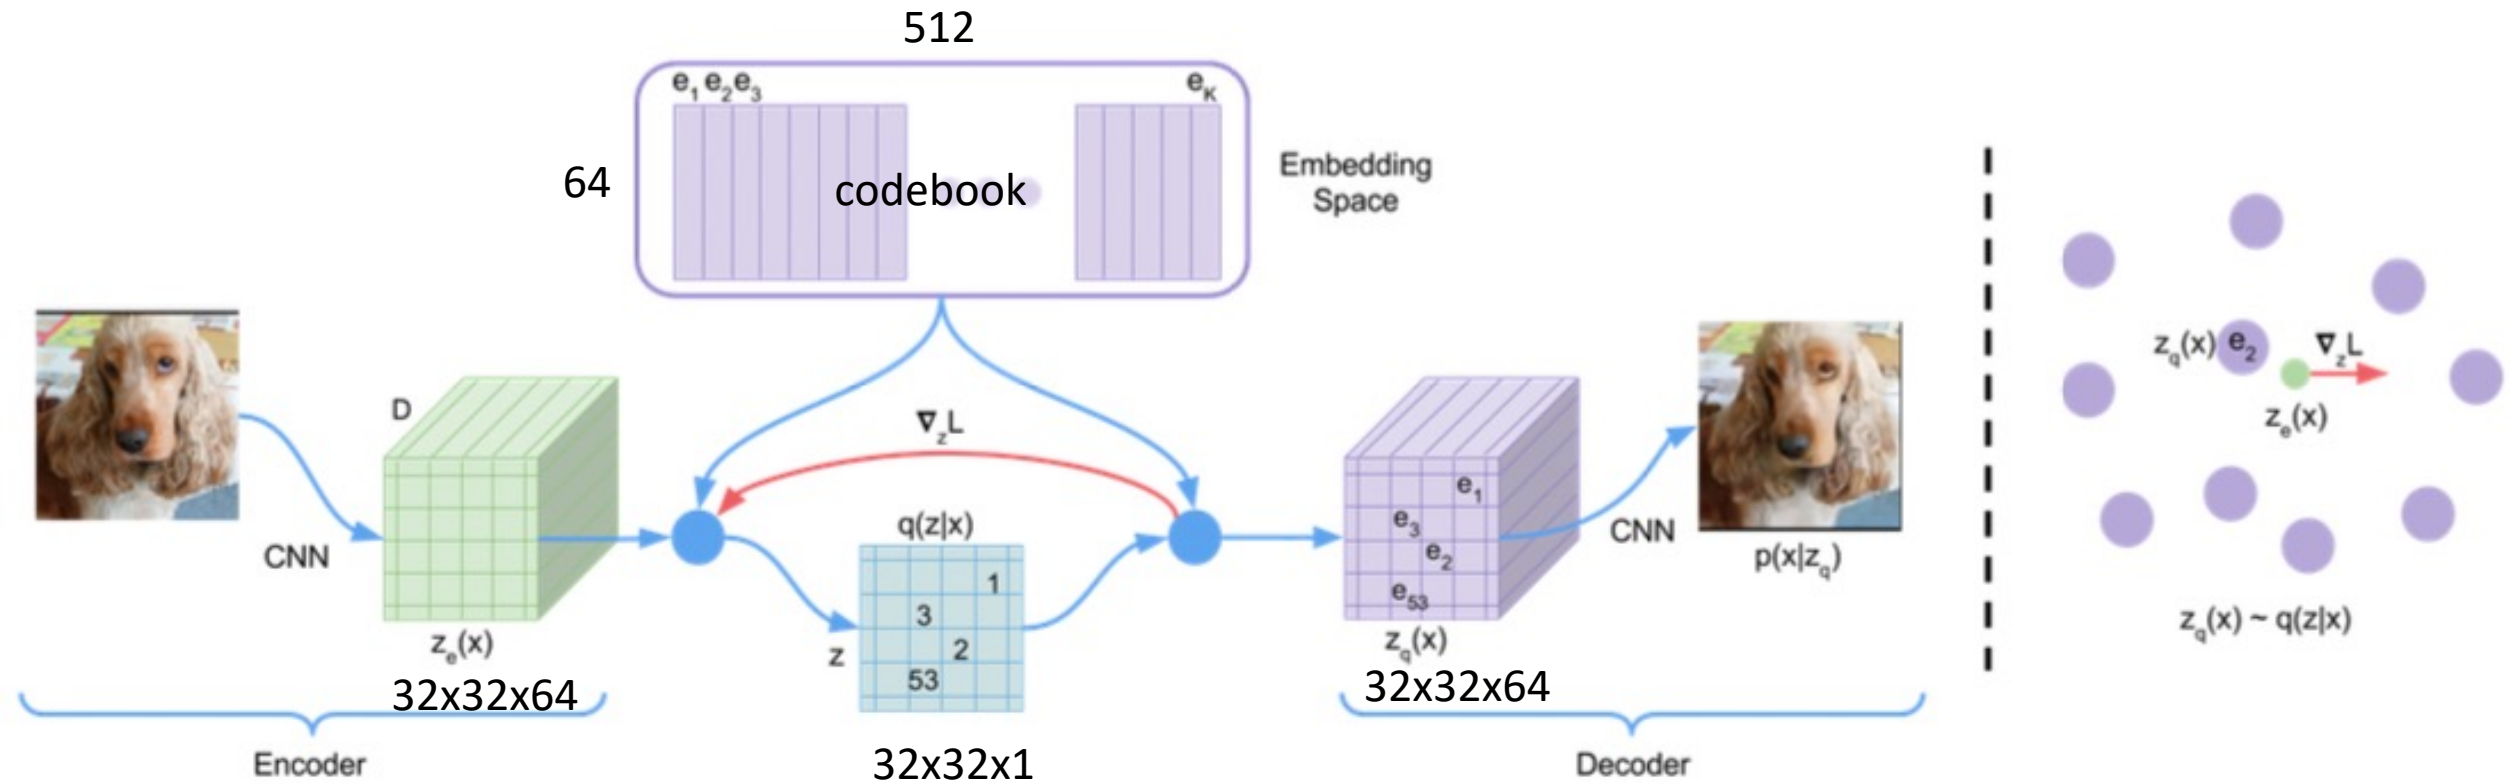 512
e1 e2 e3 eK
64
codebook
Embedding
Space
D
CNN
ze(x)
32x32x64
Encoder
∇zL
q(z|x)
1
3
2
53
z
32x32x1
e1
e3
e2
e53
zq(x)
32x32x64
Decoder
CNN
p(x|zq)
zq(x) e2 ∇zL
ze(x)
zq(x) ~ q(z|x)